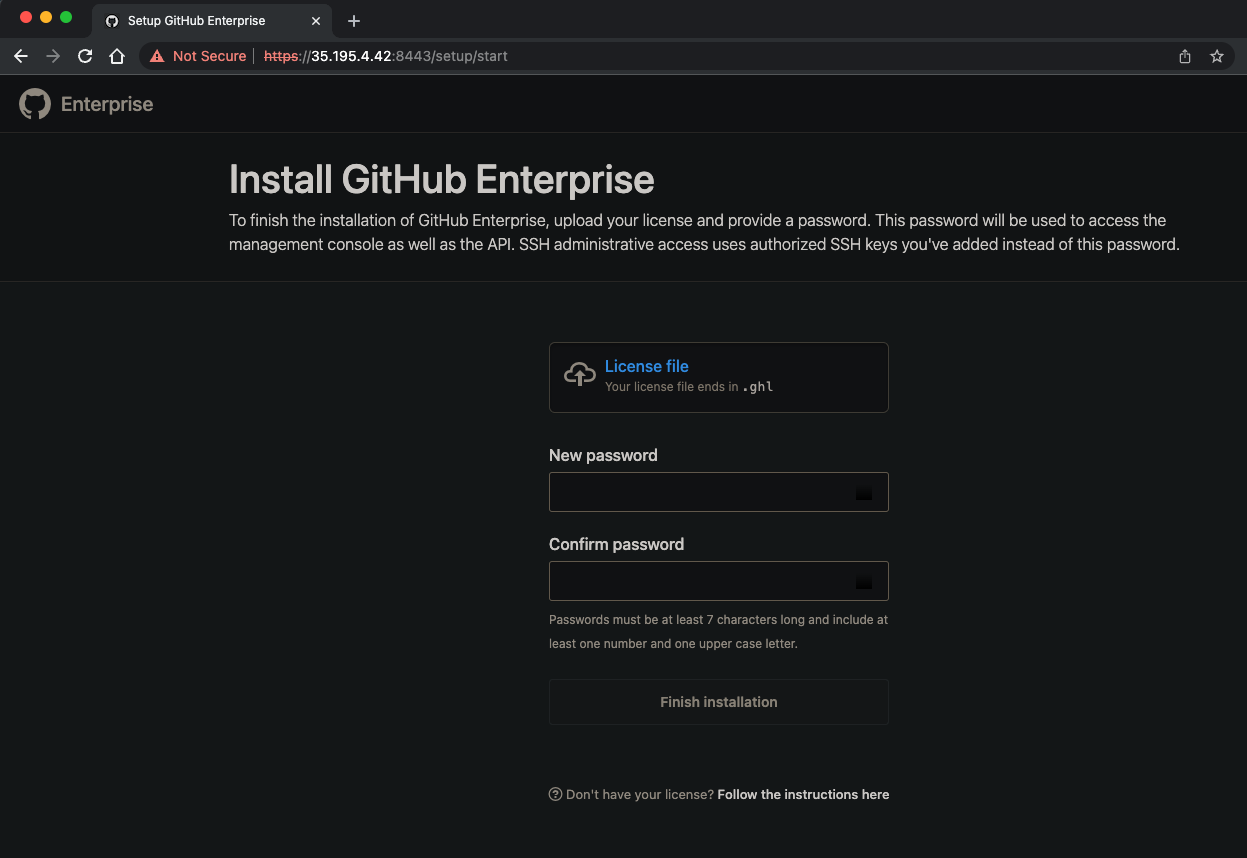 Setup GitHub Enterprise
Not Secure | https://35.195.4.42:8443/setup/start
Enterprise
Install GitHub Enterprise
To finish the installation of GitHub Enterprise, upload your license and provide a password. This password will be used to access the
management console as well as the API. SSH administrative access uses authorized SSH keys you've added instead of this password.
License file
Your license file ends in .ghl
New password
Confirm password
Passwords must be at least 7 characters long and include at
least one number and one upper case letter.
Finish installation
Don't have your license? Follow the instructions here